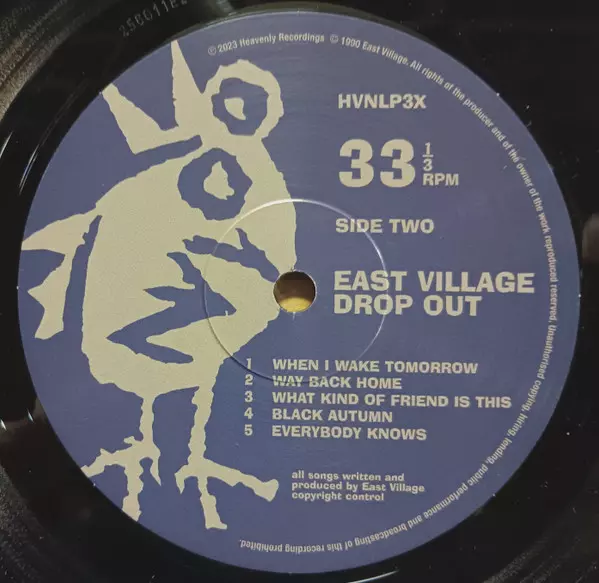 256011E2
℗ 2023 Heavenly Recordings © 1990 East Village. All rights of the producer and of the owner of the work reproduced reserved. Unauthorised copying, hiring, lending, public performance and broadcasting of this recording prohibited.
HVNLP3X
33 1/3
RPM
SIDE TWO
EAST VILLAGE
DROP OUT
1 WHEN I WAKE TOMORROW
2 WAY BACK HOME
3 WHAT KIND OF FRIEND IS THIS
4 BLACK AUTUMN
5 EVERYBODY KNOWS
all songs written and
produced by East Village
copyright control